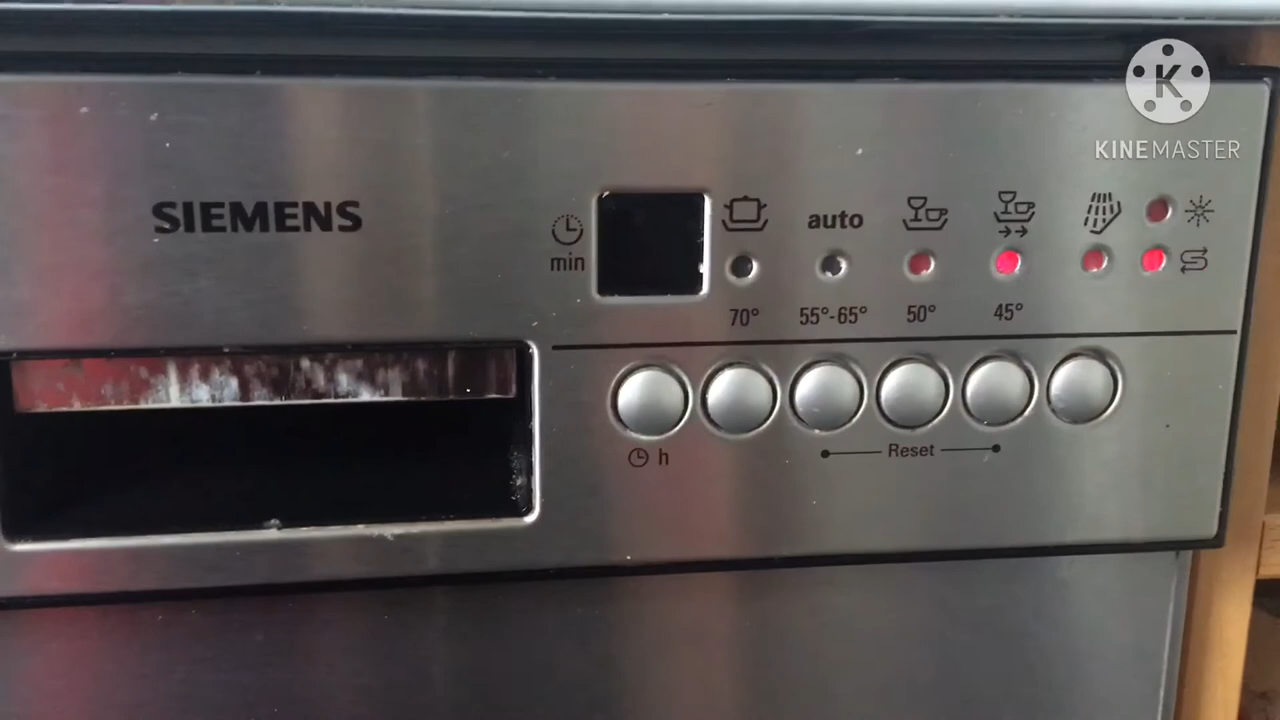 K
KINEMASTER
SIEMENS
min
auto
70° 55°-65° 50° 45°
h
Reset